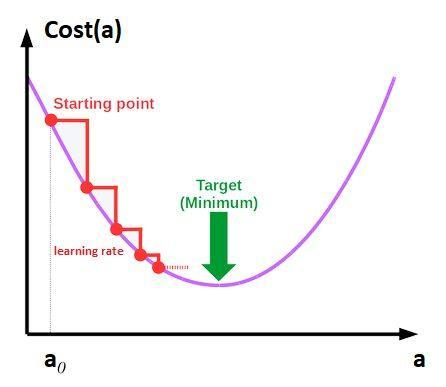 Cost(a)
Starting point
Target
(Minimum)
learning rate
a0
a